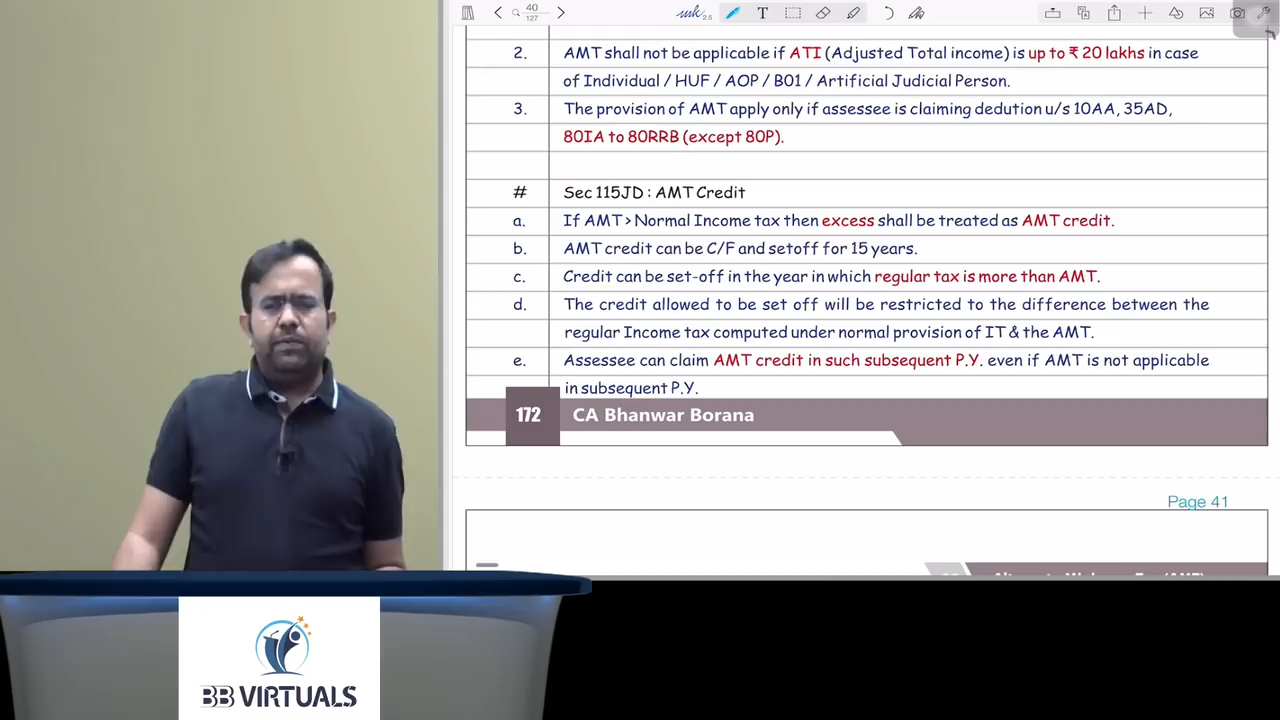 40
127
2.5
T
2. AMT shall not be applicable if ATI (Adjusted Total income) is up to ₹ 20 lakhs in case
of Individual / HUF / AOP / B01 / Artificial Judicial Person.
3. The provision of AMT apply only if assessee is claiming dedution u/s 10AA, 35AD,
80IA to 80RRB (except 80P).
# Sec 115JD : AMT Credit
a. If AMT > Normal Income tax then excess shall be treated as AMT credit.
b. AMT credit can be C/F and setoff for 15 years.
c. Credit can be set-off in the year in which regular tax is more than AMT.
d. The credit allowed to be set off will be restricted to the difference between the
regular Income tax computed under normal provision of IT & the AMT.
e. Assessee can claim AMT credit in such subsequent P.Y. even if AMT is not applicable
in subsequent P.Y.
172 CA Bhanwar Borana
Page 41
BB VIRTUALS